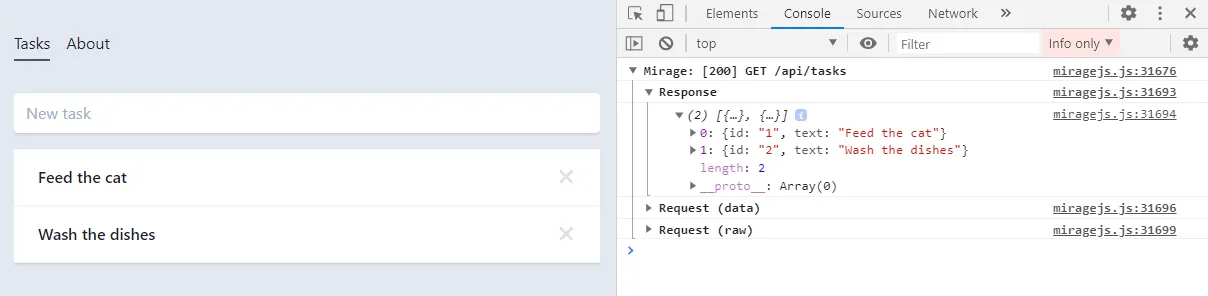 Tasks About
New task
Feed the cat
Wash the dishes
Elements Console Sources Network
top Filter Info only
Mirage: [200] GET /api/tasks miragejs.js:31676
Response miragejs.js:31693
(2) [{…}, {…}] miragejs.js:31694
0: {id: "1", text: "Feed the cat"}
1: {id: "2", text: "Wash the dishes"}
length: 2
__proto__: Array(0)
Request (data) miragejs.js:31696
Request (raw) miragejs.js:31699